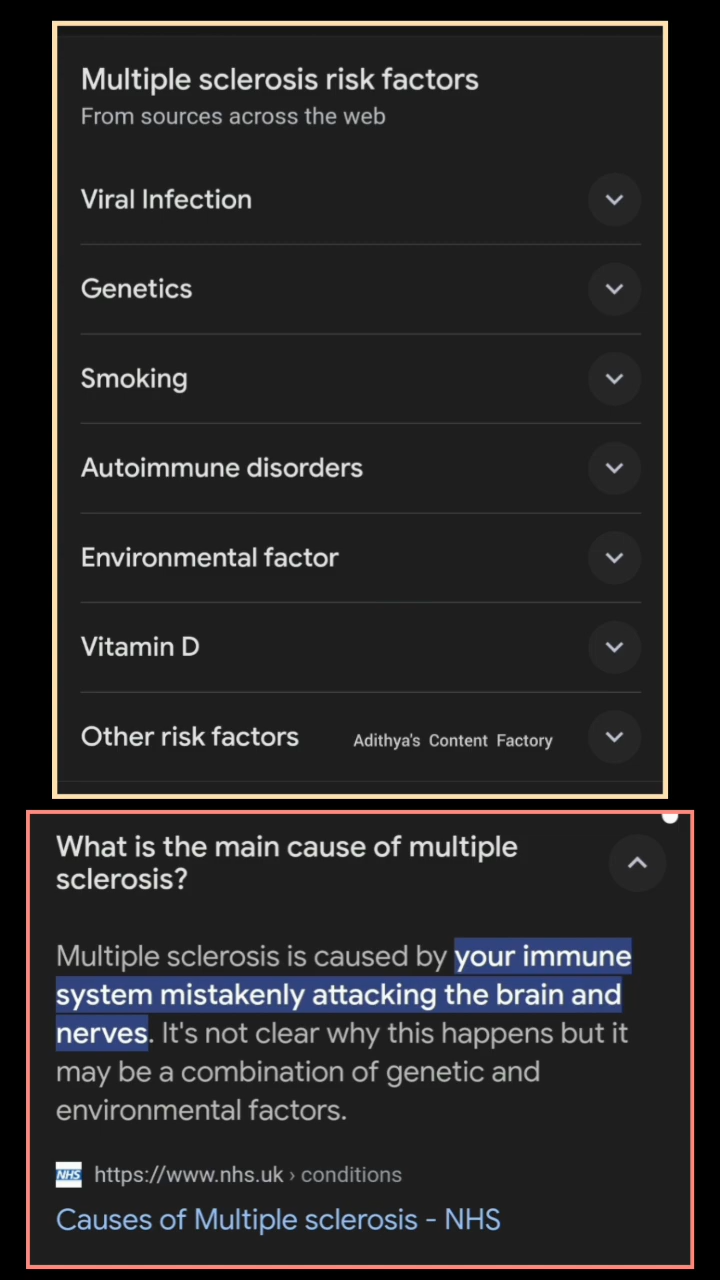 Multiple sclerosis risk factors
From sources across the web
Viral Infection
Genetics
Smoking
Autoimmune disorders
Environmental factor
Vitamin D
Other risk factors
Adithya's Content Factory
What is the main cause of multiple
sclerosis?
Multiple sclerosis is caused by your immune
system mistakenly attacking the brain and
nerves. It's not clear why this happens but it
may be a combination of genetic and
environmental factors.
NHS https://www.nhs.uk › conditions
Causes of Multiple sclerosis - NHS